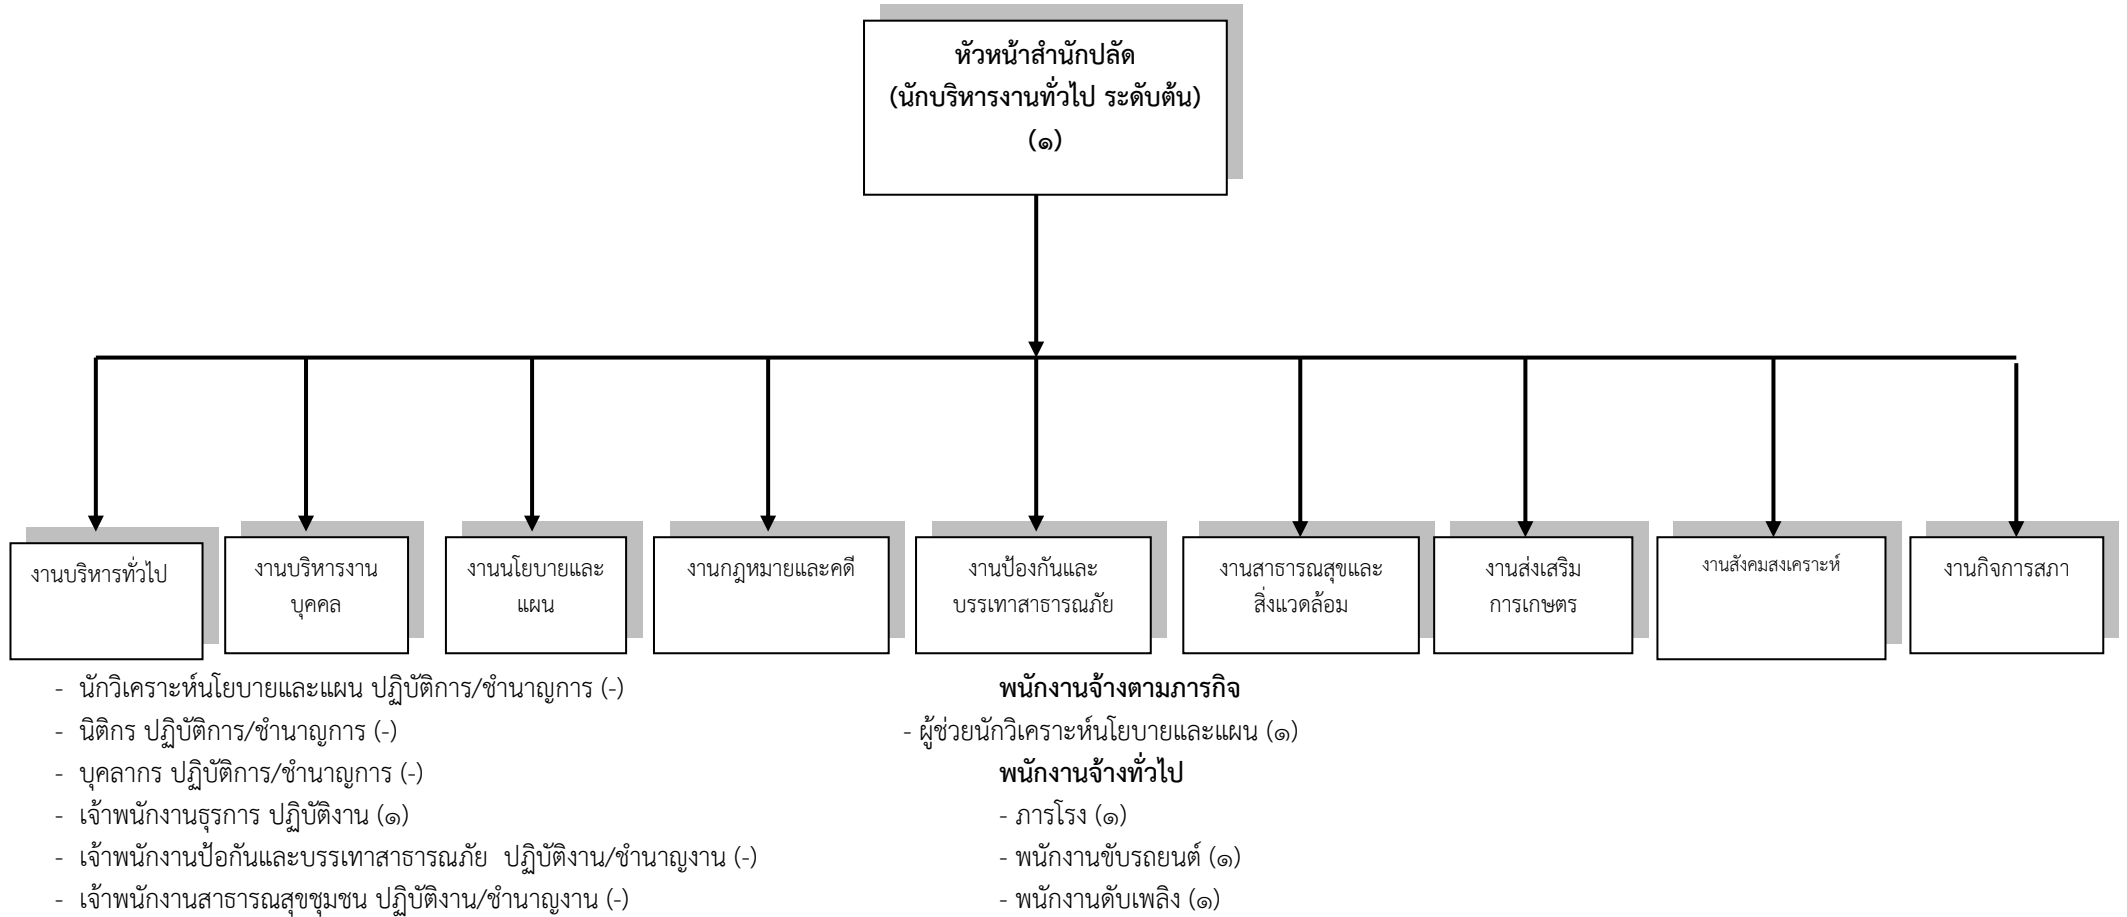 หัวหน้าสำนักปลัด
(นักบริหารงานทั่วไป ระดับต้น)
(๑)
งานบริหารทั่วไป
งานบริหารงาน
บุคคล
งานนโยบายและ
แผน
งานกฎหมายและคดี
งานป้องกันและ
บรรเทาสาธารณภัย
งานสาธารณสุขและ
สิ่งแวดล้อม
งานส่งเสริม
การเกษตร
งานสังคมสงเคราะห์
งานกิจการสภา
- นักวิเคราะห์นโยบายและแผน ปฏิบัติการ/ชำนาญการ (-)
- นิติกร ปฏิบัติการ/ชำนาญการ (-)
- บุคลากร ปฏิบัติการ/ชำนาญการ (-)
- เจ้าพนักงานธุรการ ปฏิบัติงาน (๑)
- เจ้าพนักงานป้อกันและบรรเทาสาธารณภัย ปฏิบัติงาน/ชำนาญงาน (-)
- เจ้าพนักงานสาธารณสุขชุมชน ปฏิบัติงาน/ชำนาญงาน (-)
พนักงานจ้างตามภารกิจ
- ผู้ช่วยนักวิเคราะห์นโยบายและแผน (๑)
พนักงานจ้างทั่วไป
- ภารโรง (๑)
- พนักงานขับรถยนต์ (๑)
- พนักงานดับเพลิง (๑)